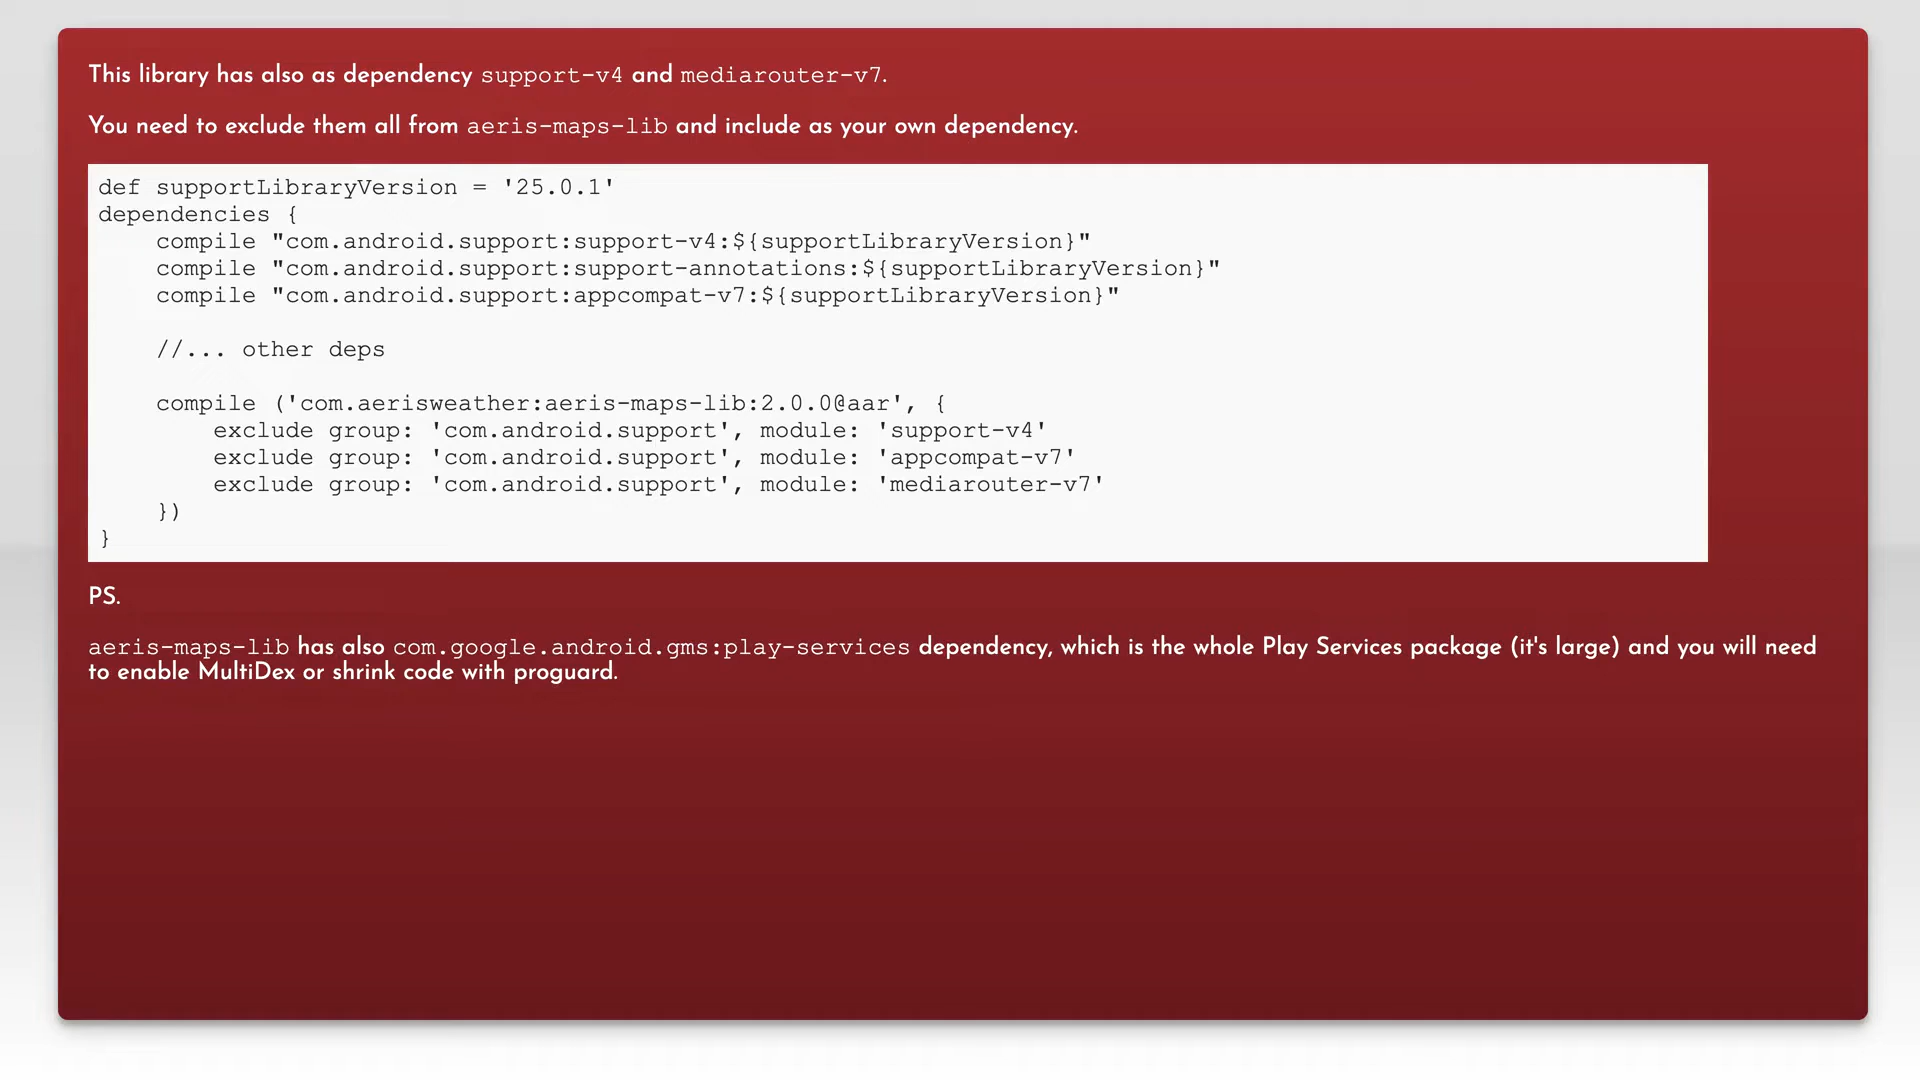 This library has also as dependency support-v4 and mediarouter-v7.
You need to exclude them all from aeris-maps-lib and include as your own dependency.
def supportLibraryVersion = '25.0.1'
dependencies {
    compile "com.android.support:support-v4:${supportLibraryVersion}"
    compile "com.android.support:support-annotations:${supportLibraryVersion}"
    compile "com.android.support:appcompat-v7:${supportLibraryVersion}"
    //... other deps
    compile ('com.aerisweather:aeris-maps-lib:2.0.0@aar', {
        exclude group: 'com.android.support', module: 'support-v4'
        exclude group: 'com.android.support', module: 'appcompat-v7'
        exclude group: 'com.android.support', module: 'mediarouter-v7'
    })
}
PS.
aeris-maps-lib has also com.google.android.gms:play-services dependency, which is the whole Play Services package (it's large) and you will need
to enable MultiDex or shrink code with proguard.